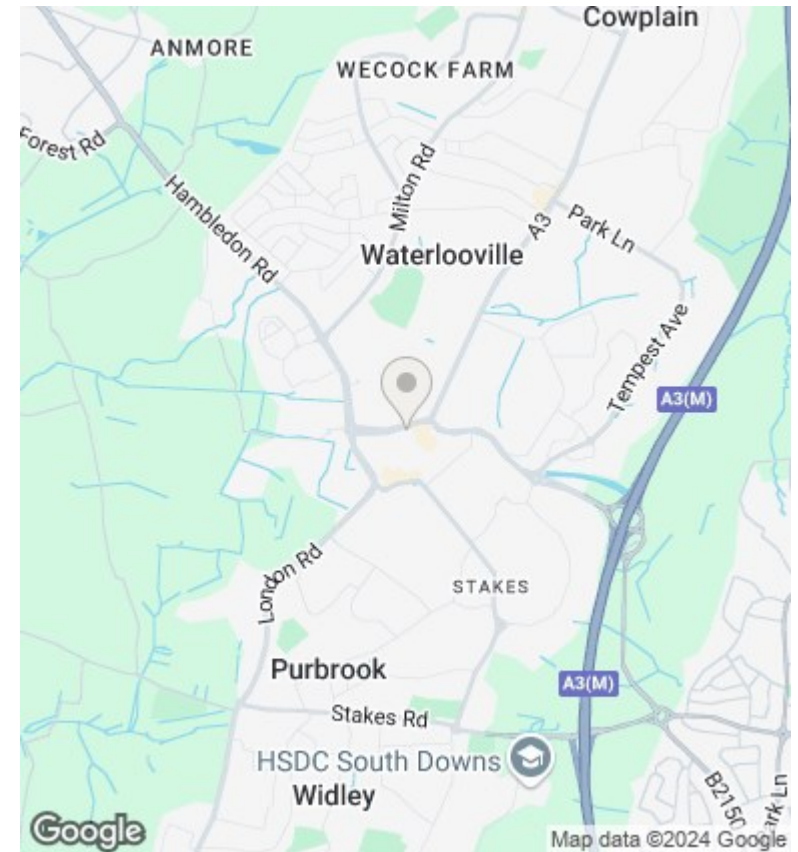 Cowplain
ANMORE
WECOCK FARM
Forest Rd
Hambledon Rd
Milton Rd
A3
Park Ln
Waterlooville
Tempest Ave
A3(M)
London Rd
STAKES
Purbrook
A3(M)
Stakes Rd
HSDC South Downs
Widley
B2150
Park Ln
Google
Map data ©2024 Google